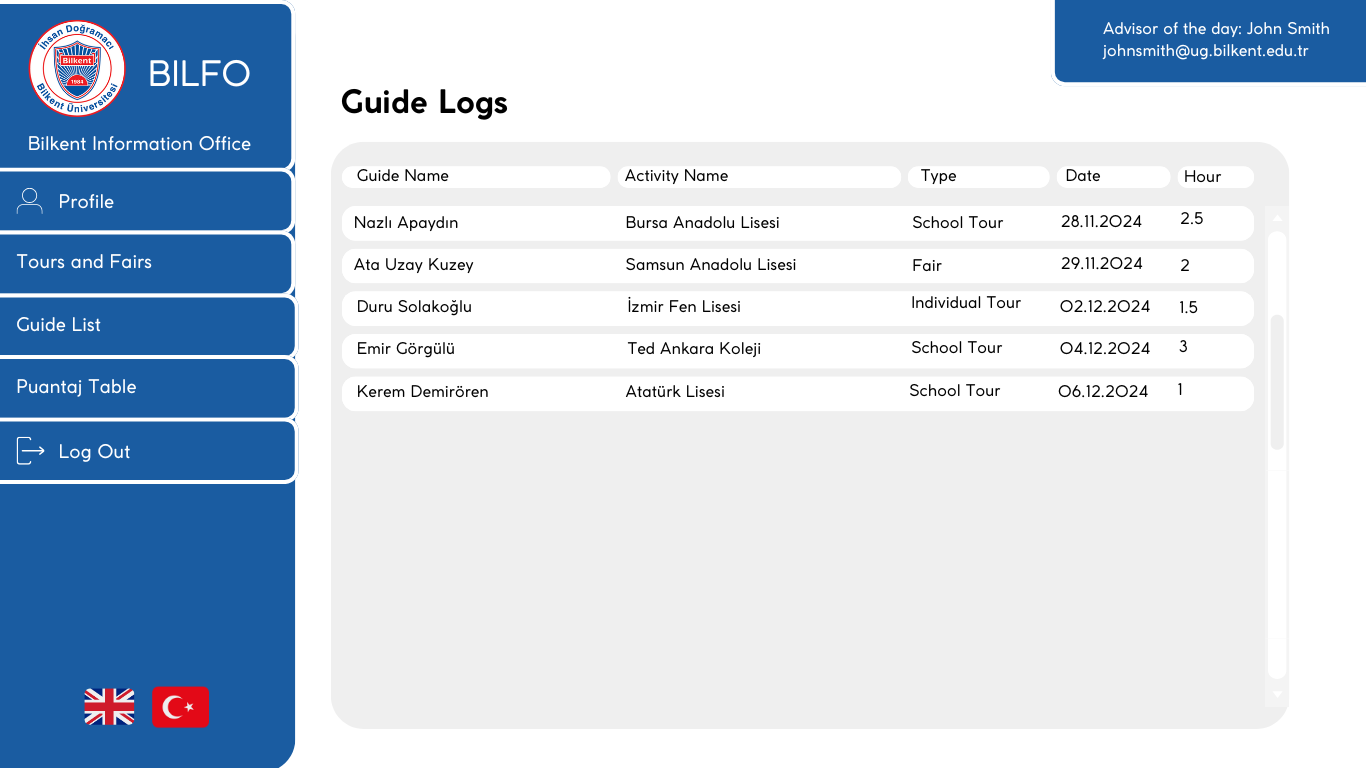 İhsan Doğramacı
Bilkent
1984
Bilkent Üniversitesi
BILFO
Bilkent Information Office
Profile
Tours and Fairs
Guide List
Puantaj Table
Log Out
Advisor of the day: John Smith
johnsmith@ug.bilkent.edu.tr
Guide Logs
Guide Name Activity Name Type Date Hour
Nazlı Apaydın Bursa Anadolu Lisesi School Tour 28.11.2024 2.5
Ata Uzay Kuzey Samsun Anadolu Lisesi Fair 29.11.2024 2
Duru Solakoğlu İzmir Fen Lisesi Individual Tour 02.12.2024 1.5
Emir Görgülü Ted Ankara Koleji School Tour 04.12.2024 3
Kerem Demirören Atatürk Lisesi School Tour 06.12.2024 1